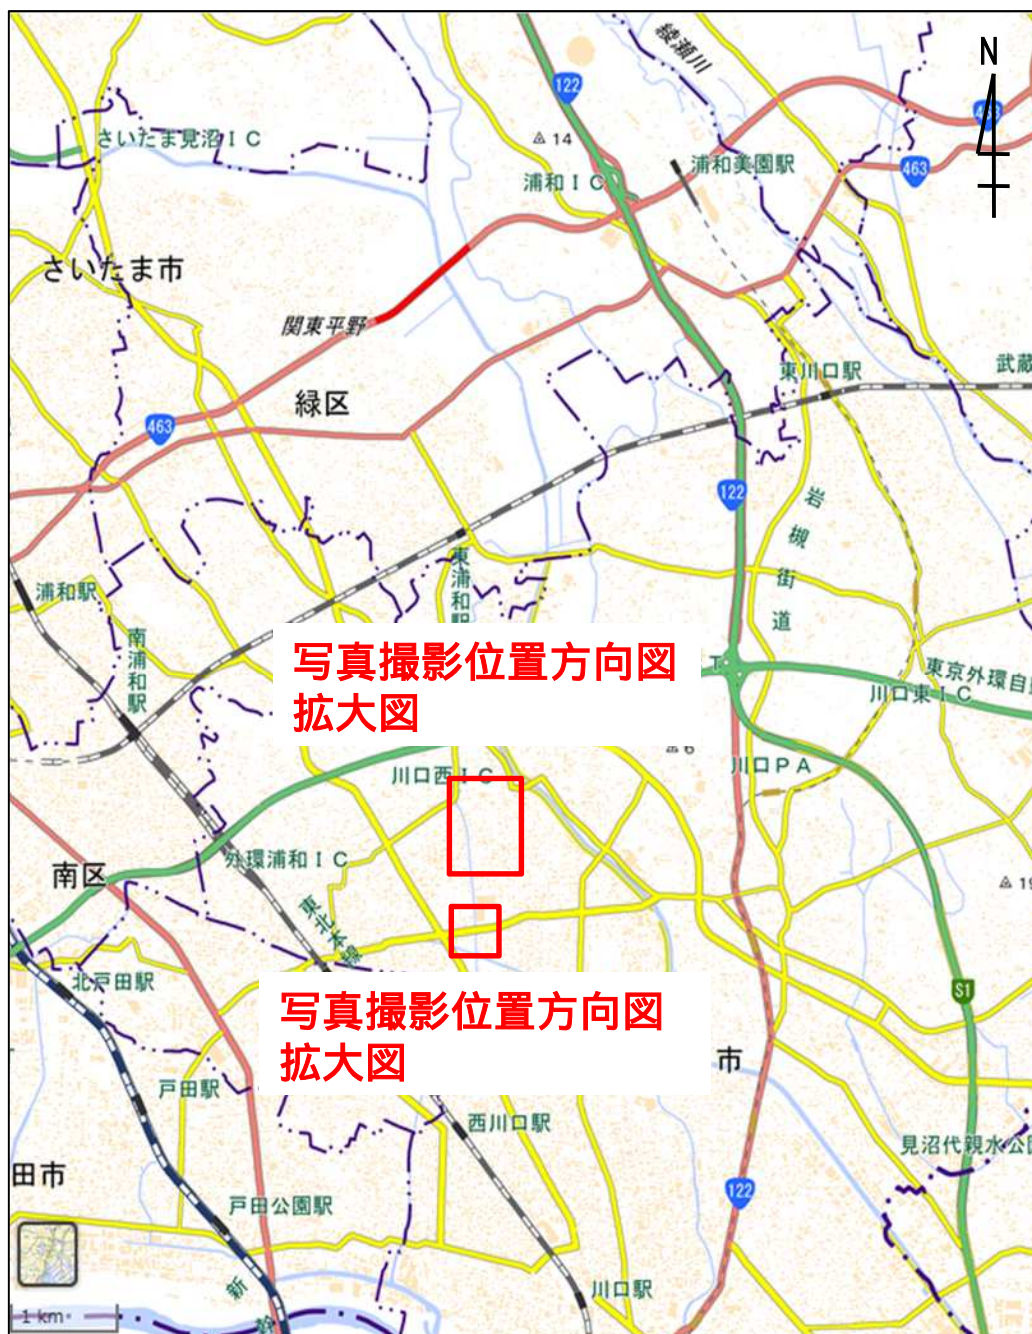 N
綾瀬川
122
さいたま見沼IC
14
浦和IC
浦和美園駅
463
さいたま市
関東平野
東川口駅
武蔵
緑区
463
122
岩槻街道
東浦和駅
浦和駅
南浦和駅
写真撮影位置方向図
拡大図
東京外環自動
川口東IC
6
川口西IC
川口PA
外環浦和IC
南区
19
東北本線
北戸田駅
S1
写真撮影位置方向図
拡大図
市
戸田駅
西川口駅
見沼代親水公園
田市
122
戸田公園駅
新
川口駅
1 km